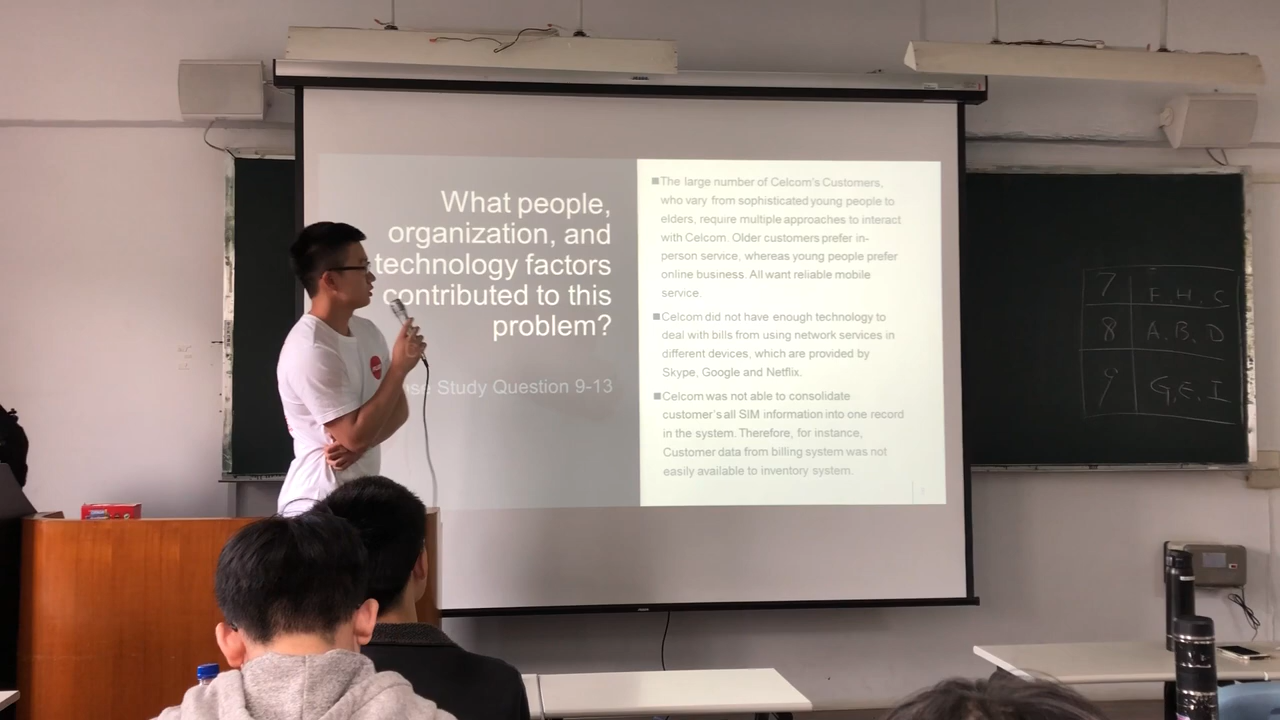 What people,
organization, and
technology factors
contributed to this
problem?
Study Question 9-13
■The large number of Celcom's Customers,
who vary from sophisticated young people to
elders, require multiple approaches to interact
with Celcom. Older customers prefer in-
person service, whereas young people prefer
online business. All want reliable mobile
service.
■Celcom did not have enough technology to
deal with bills from using network services in
different devices, which are provided by
Skype, Google and Netflix.
■Celcom was not able to consolidate
customer's all SIM information into one record
in the system. Therefore, for instance,
Customer data from billing system was not
easily available to inventory system.
7 F.H.C
8 A.B.D
9 G.E.I